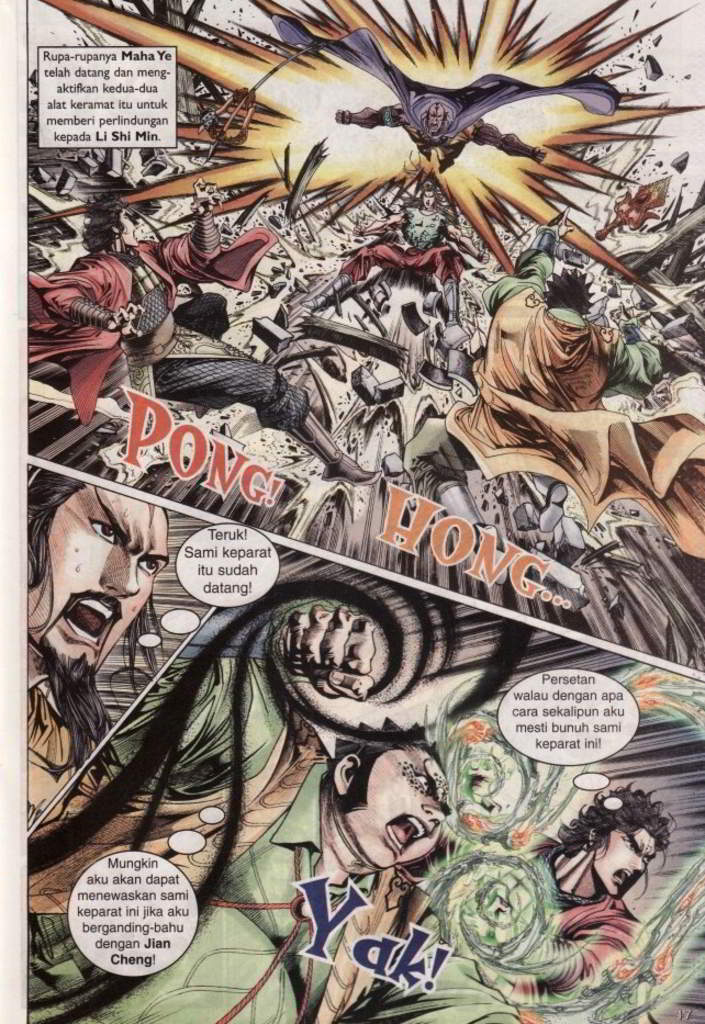 Rupa-rupanya Maha Ye
telah datang dan meng-
aktifkan kedua-dua
alat keramat itu untuk
memberi perlindungan
kepada Li Shi Min.
PONG!
HONG...
Teruk!
Sami keparat
itu sudah
datang!
Persetan
walau dengan apa
cara sekalipun aku
mesti bunuh sami
keparat ini!
Mungkin
aku akan dapat
menewaskan sami
keparat ini jika aku
berganding-bahu
dengan Jian
Cheng!
Yak!
17